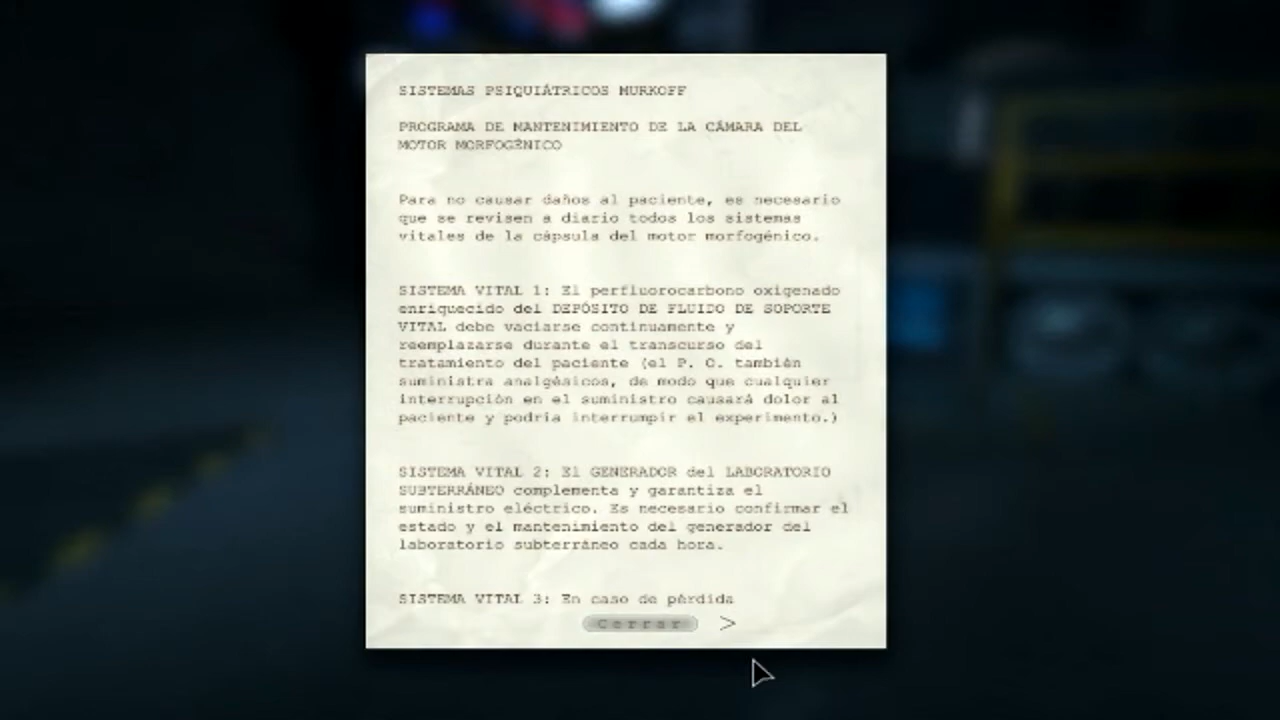 SISTEMAS PSIQUIÁTRICOS MURKOFF
PROGRAMA DE MANTENIMIENTO DE LA CÁMARA DEL
MOTOR MORFOGÉNICO
Para no causar daños al paciente, es necesario
que se revisen a diario todos los sistemas
vitales de la cápsula del motor morfogénico.
SISTEMA VITAL 1: El perfluorocarbono oxigenado
enriquecido del DEPÓSITO DE FLUIDO DE SOPORTE
VITAL debe vaciarse continuamente y
reemplazarse durante el transcurso del
tratamiento del paciente (el P. O. también
suministra analgésicos, de modo que cualquier
interrupción en el suministro causará dolor al
paciente y podría interrumpir el experimento.)
SISTEMA VITAL 2: El GENERADOR del LABORATORIO
SUBTERRÁNEO complementa y garantiza el
suministro eléctrico. Es necesario confirmar el
estado y el mantenimiento del generador del
laboratorio subterráneo cada hora.
SISTEMA VITAL 3: En caso de pérdida
Cerrar >